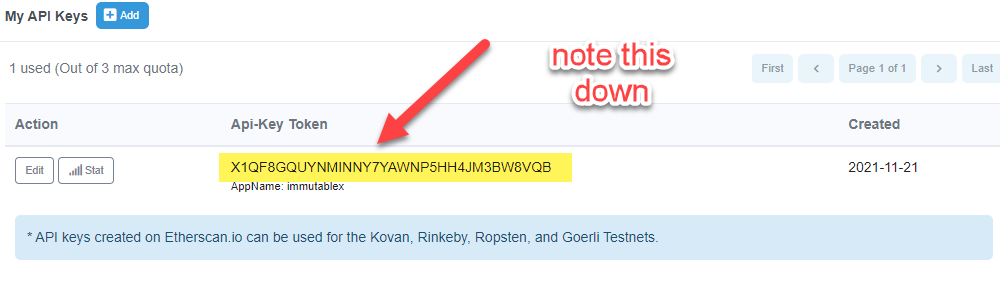 My API Keys Add
1 used (Out of 3 max quota)
note this
down
First < Page 1 of 1 > Last
Action Api-Key Token Created
Edit Stat X1QF8GQUYNMINNY7YAWNP5HH4JM3BW8VQB 2021-11-21
AppName: immutablex
* API keys created on Etherscan.io can be used for the Kovan, Rinkeby, Ropsten, and Goerli Testnets.